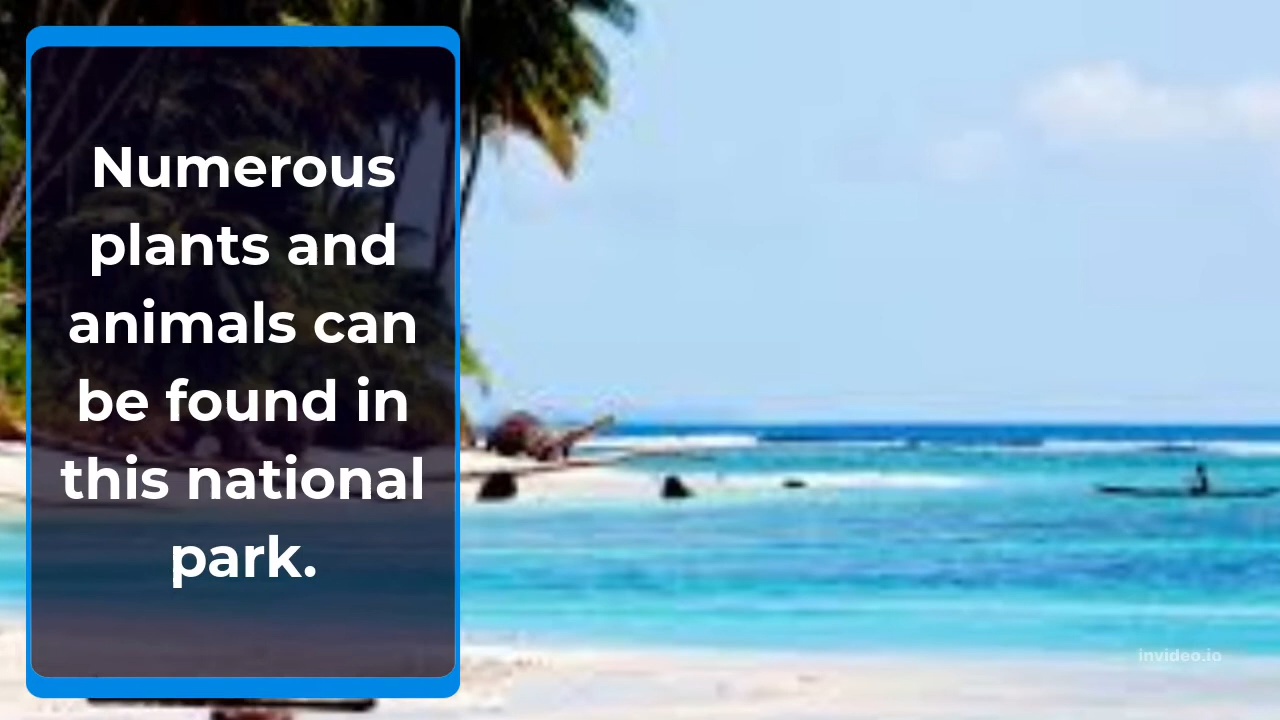 Numerous
plants and
animals can
be found in
this national
park.
invideo.io